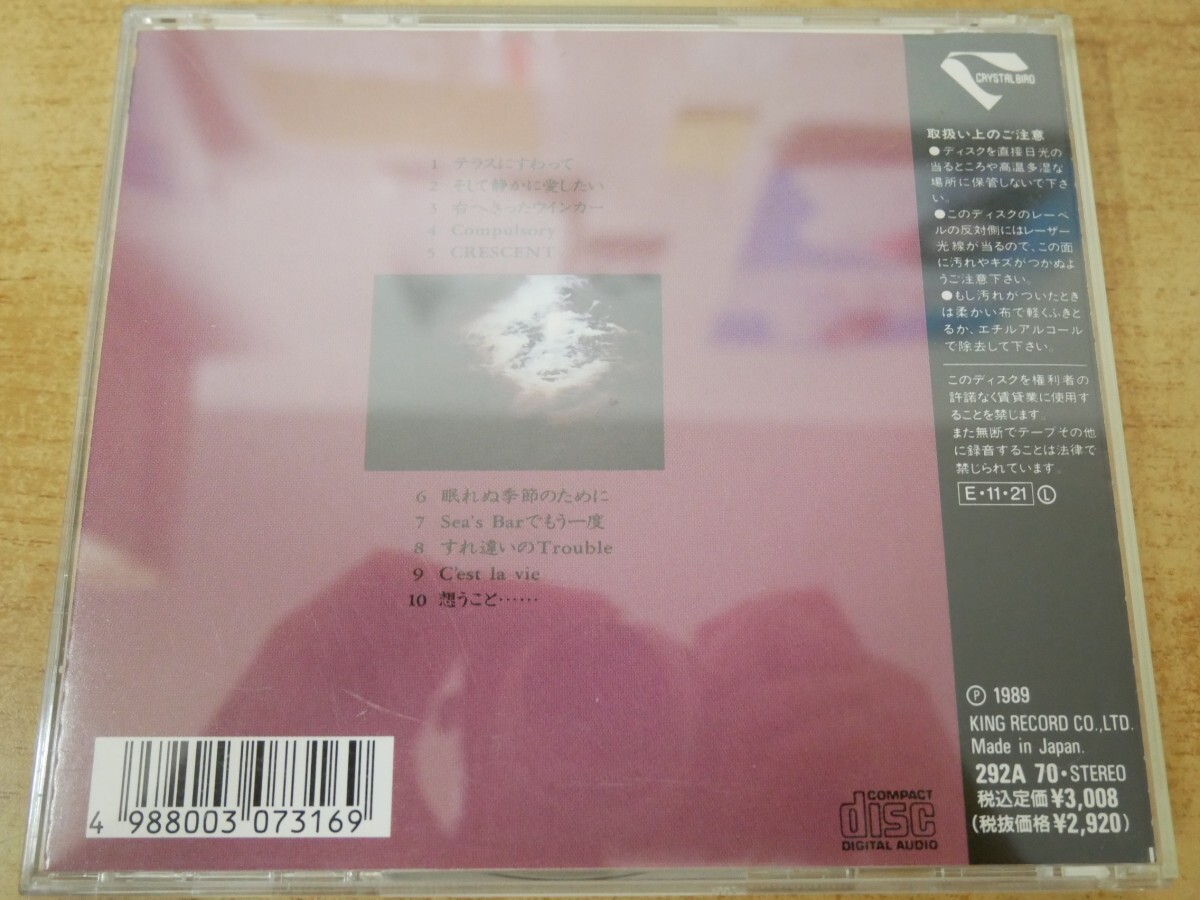 1 テラスにすわって
2 そして静かに愛したい
3 右へきったウインカー
4 Compulsory
5 CRESCENT
6 眠れぬ季節のために
7 Sea's Barでもう一度
8 すれ違いのTrouble
9 C'est la vie
10 想うこと……
CRYSTAL BIRD
取扱い上のご注意
●ディスクを直接日光の
当るところや高温多湿な
場所に保管しないで下さ
い。
●このディスクのレーベ
ルの反対側にはレーザー
光線が当るので、この面
に汚れやキズがつかぬよ
うご注意下さい。
●もし汚れがついたとき
は柔かい布で軽くふきと
るか、エチルアルコール
で除去して下さい。
このディスクを権利者の
許諾なく賃貸業に使用す
ることを禁じます。
また無断でテープその他
に録音することは法律で
禁じられています。
E・11・21 Ⓛ
Ⓟ 1989
KING RECORD CO.,LTD.
Made in Japan.
292A 70・STEREO
税込定価¥3,008
(税抜価格¥2,920)
4 988003 073169
COMPACT
disc
DIGITAL AUDIO